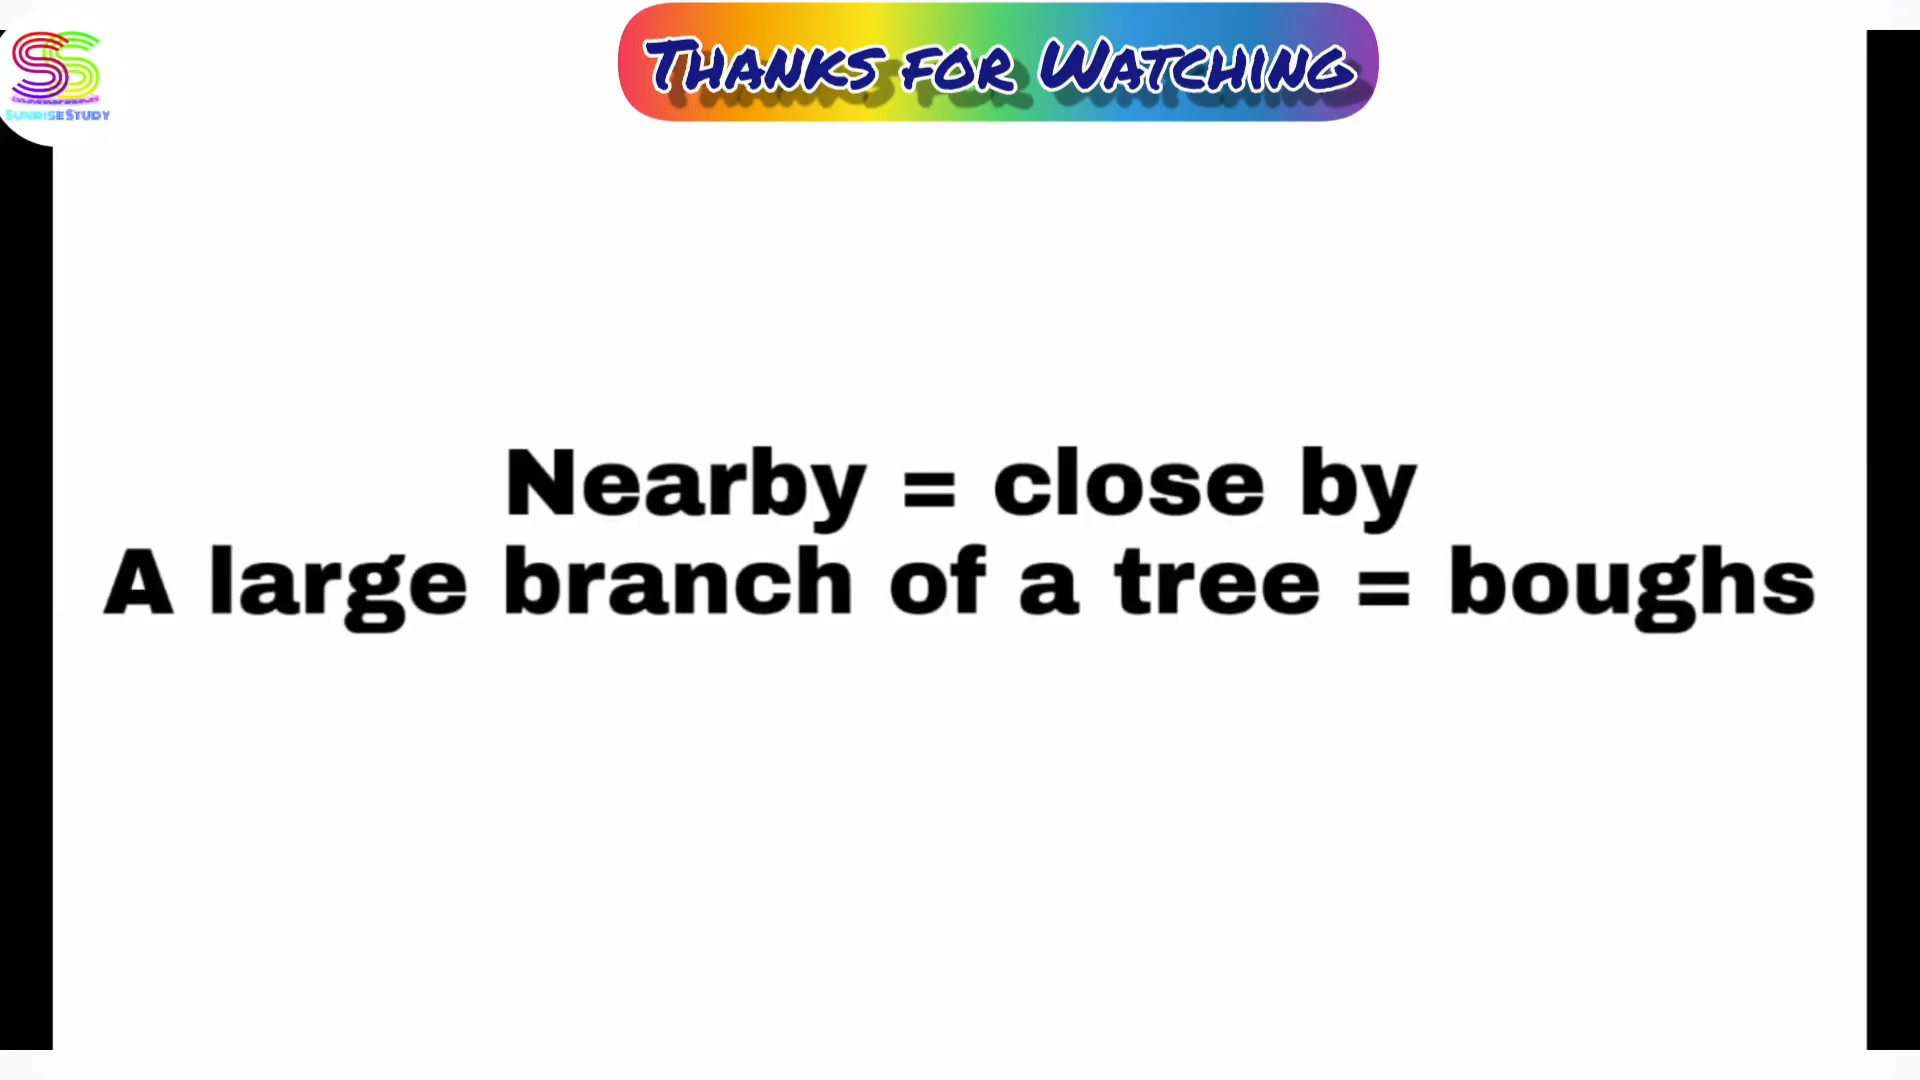 Thanks for Watching
SunriseStudy
Nearby = close by
A large branch of a tree = boughs